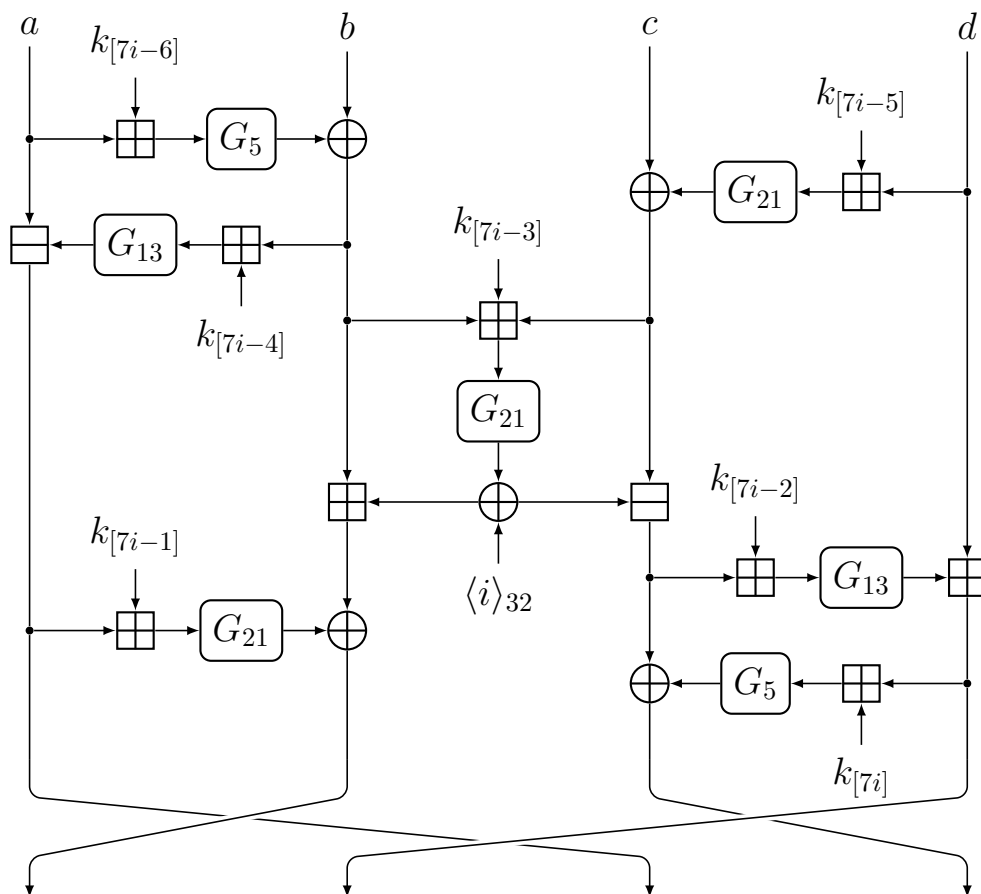 a b c d
k[7i−6]
k[7i−5]
G5
G21
k[7i−3]
G13
k[7i−4]
G21
k[7i−2]
k[7i−1]
G13
⟨i⟩32
G21
G5
k[7i]